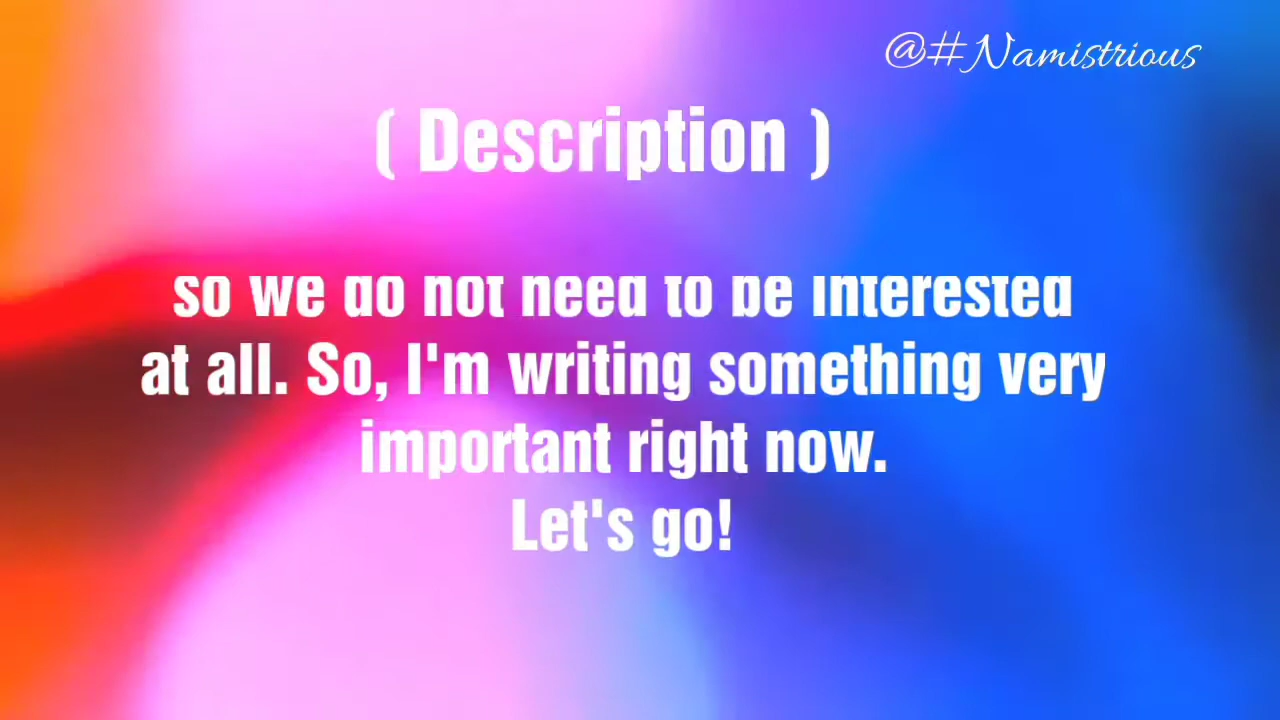 @#Namistrious
( Description )
so we do not need to be interested
at all. So, I'm writing something very
important right now.
Let's go!